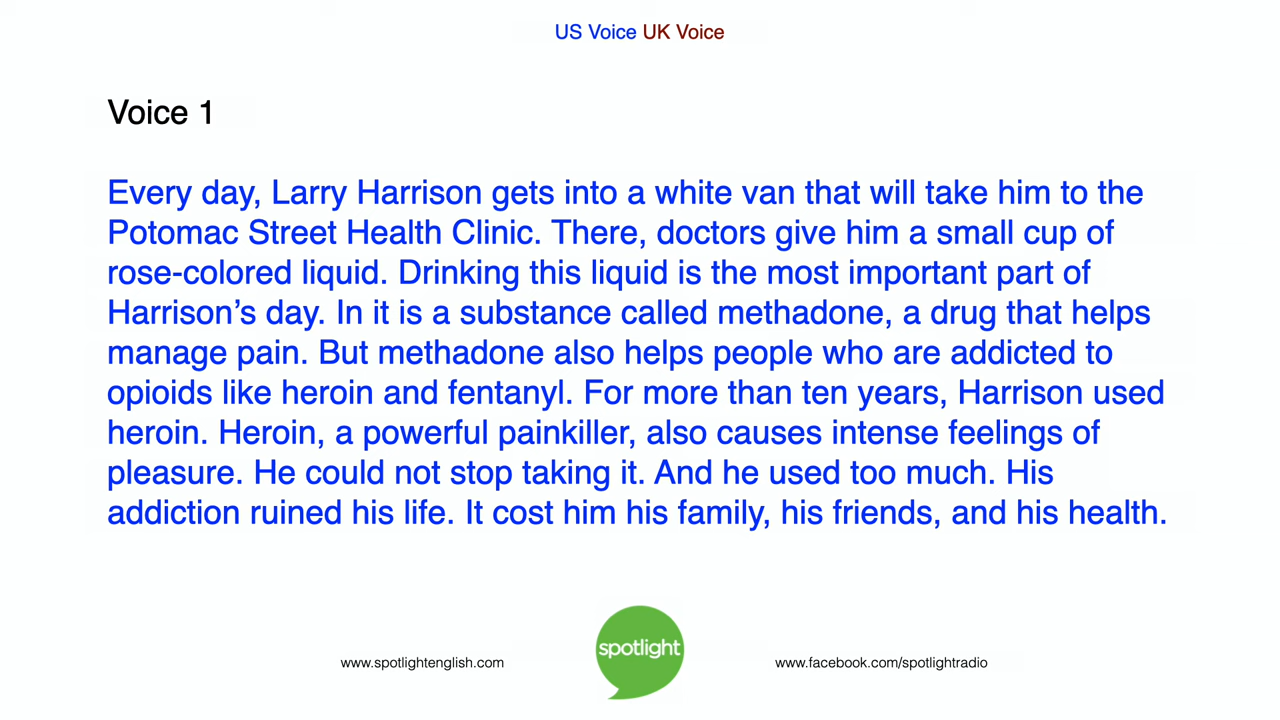 US Voice UK Voice
Voice 1
Every day, Larry Harrison gets into a white van that will take him to the
Potomac Street Health Clinic. There, doctors give him a small cup of
rose-colored liquid. Drinking this liquid is the most important part of
Harrison’s day. In it is a substance called methadone, a drug that helps
manage pain. But methadone also helps people who are addicted to
opioids like heroin and fentanyl. For more than ten years, Harrison used
heroin. Heroin, a powerful painkiller, also causes intense feelings of
pleasure. He could not stop taking it. And he used too much. His
addiction ruined his life. It cost him his family, his friends, and his health.
www.spotlightenglish.com
spotlight
www.facebook.com/spotlightradio